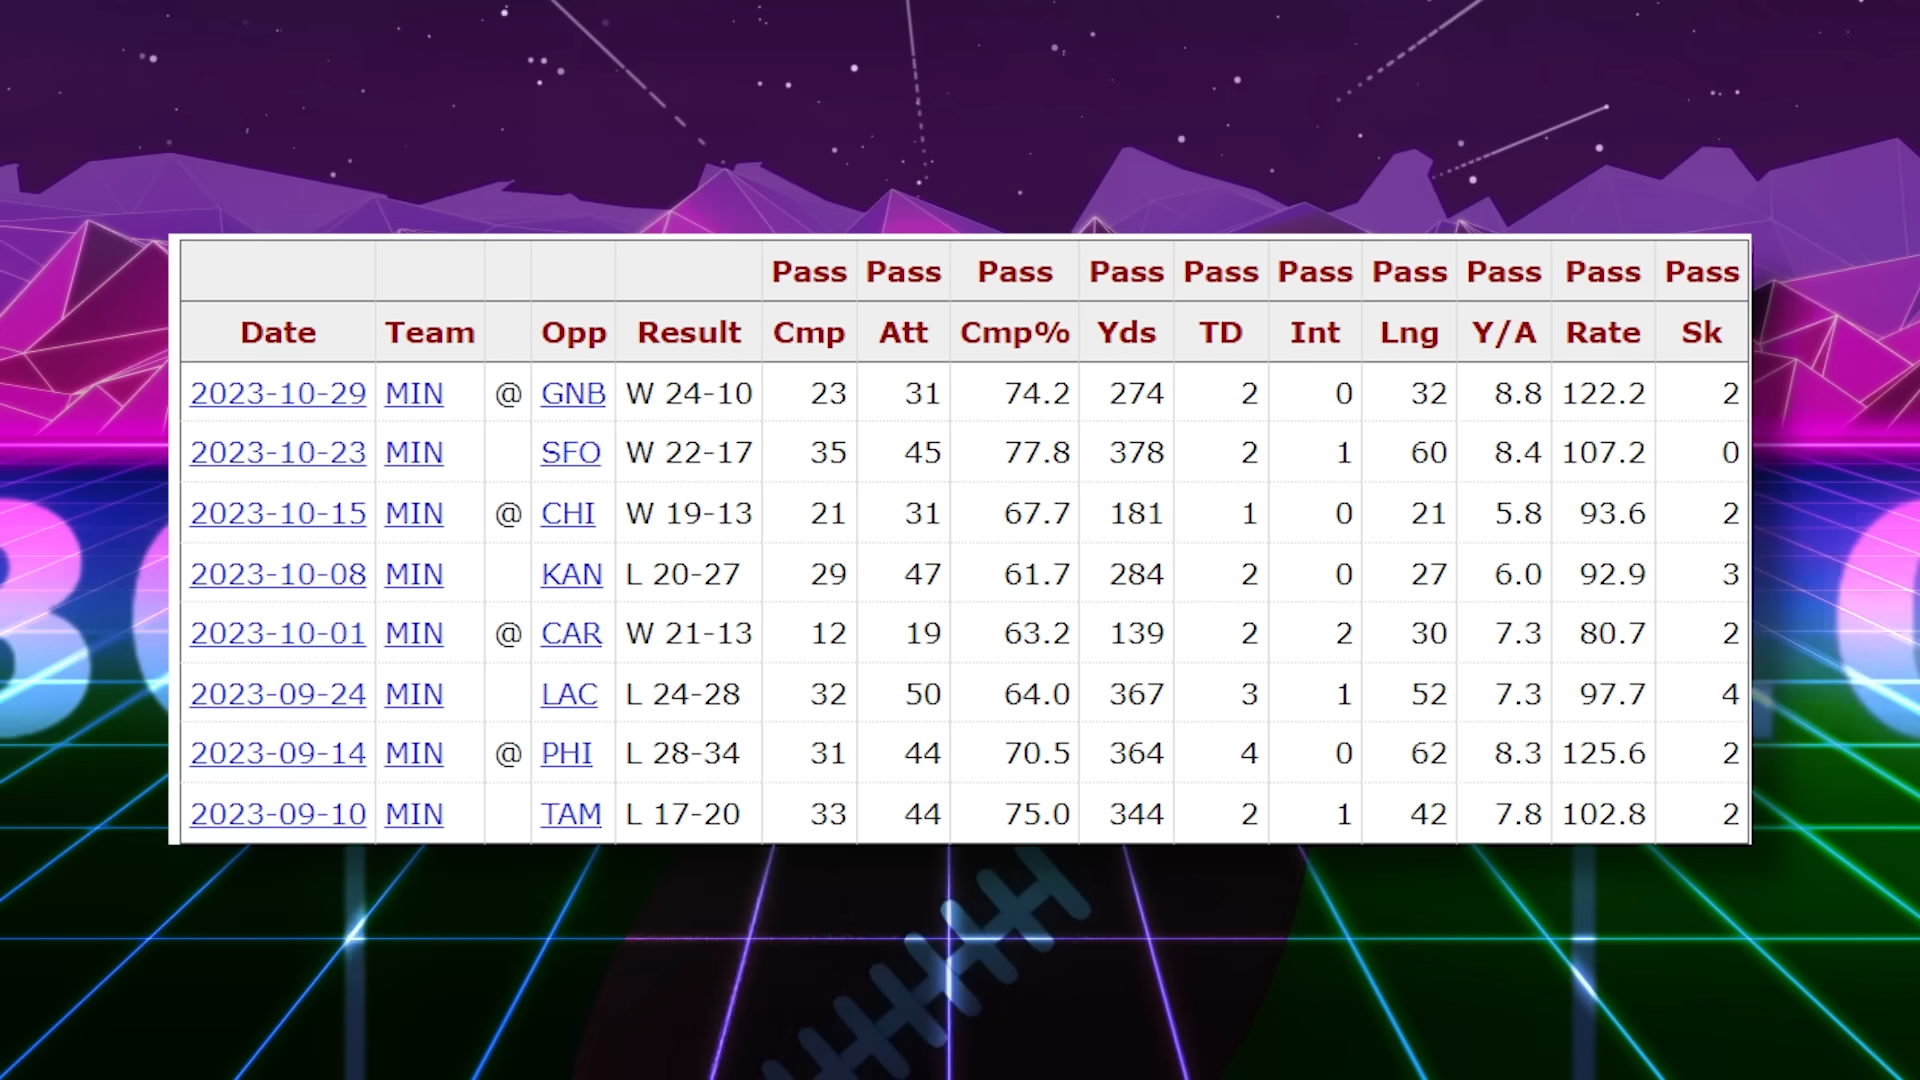 Pass Pass Pass Pass Pass Pass Pass Pass Pass Pass
Date Team Opp Result Cmp Att Cmp% Yds TD Int Lng Y/A Rate Sk
2023-10-29 MIN @ GNB W 24-10 23 31 74.2 274 2 0 32 8.8 122.2 2
2023-10-23 MIN SFO W 22-17 35 45 77.8 378 2 1 60 8.4 107.2 0
2023-10-15 MIN @ CHI W 19-13 21 31 67.7 181 1 0 21 5.8 93.6 2
2023-10-08 MIN KAN L 20-27 29 47 61.7 284 2 0 27 6.0 92.9 3
2023-10-01 MIN @ CAR W 21-13 12 19 63.2 139 2 2 30 7.3 80.7 2
2023-09-24 MIN LAC L 24-28 32 50 64.0 367 3 1 52 7.3 97.7 4
2023-09-14 MIN @ PHI L 28-34 31 44 70.5 364 4 0 62 8.3 125.6 2
2023-09-10 MIN TAM L 17-20 33 44 75.0 344 2 1 42 7.8 102.8 2